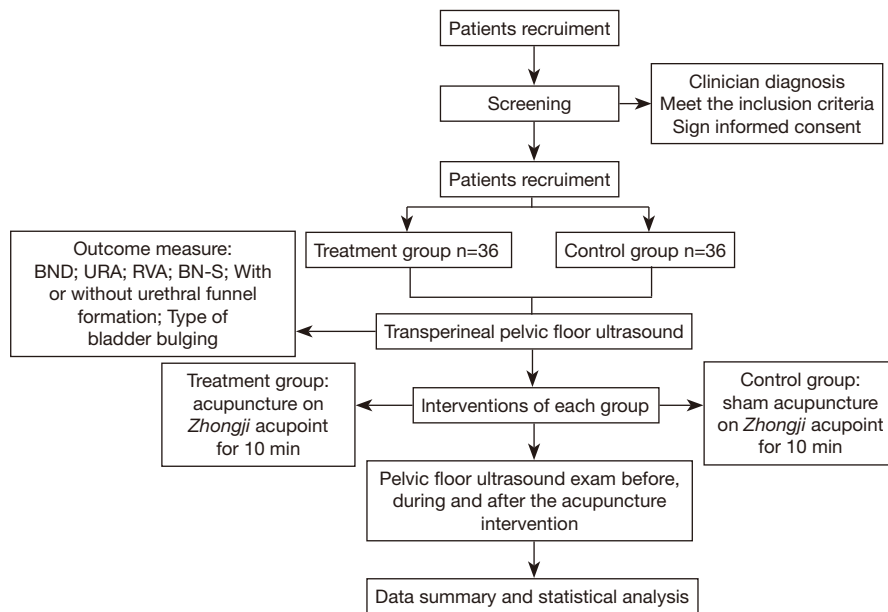 Patients recruiment
Screening
Clinician diagnosis
Meet the inclusion criteria
Sign informed consent
Patients recruiment
Treatment group n=36
Control group n=36
Outcome measure:
BND; URA; RVA; BN-S; With
or without urethral funnel
formation; Type of
bladder bulging
Transperineal pelvic floor ultrasound
Treatment group:
acupuncture on
Zhongji acupoint
for 10 min
Interventions of each group
Control group:
sham acupuncture
on Zhongji acupoint
for 10 min
Pelvic floor ultrasound exam before,
during and after the acupuncture
intervention
Data summary and statistical analysis